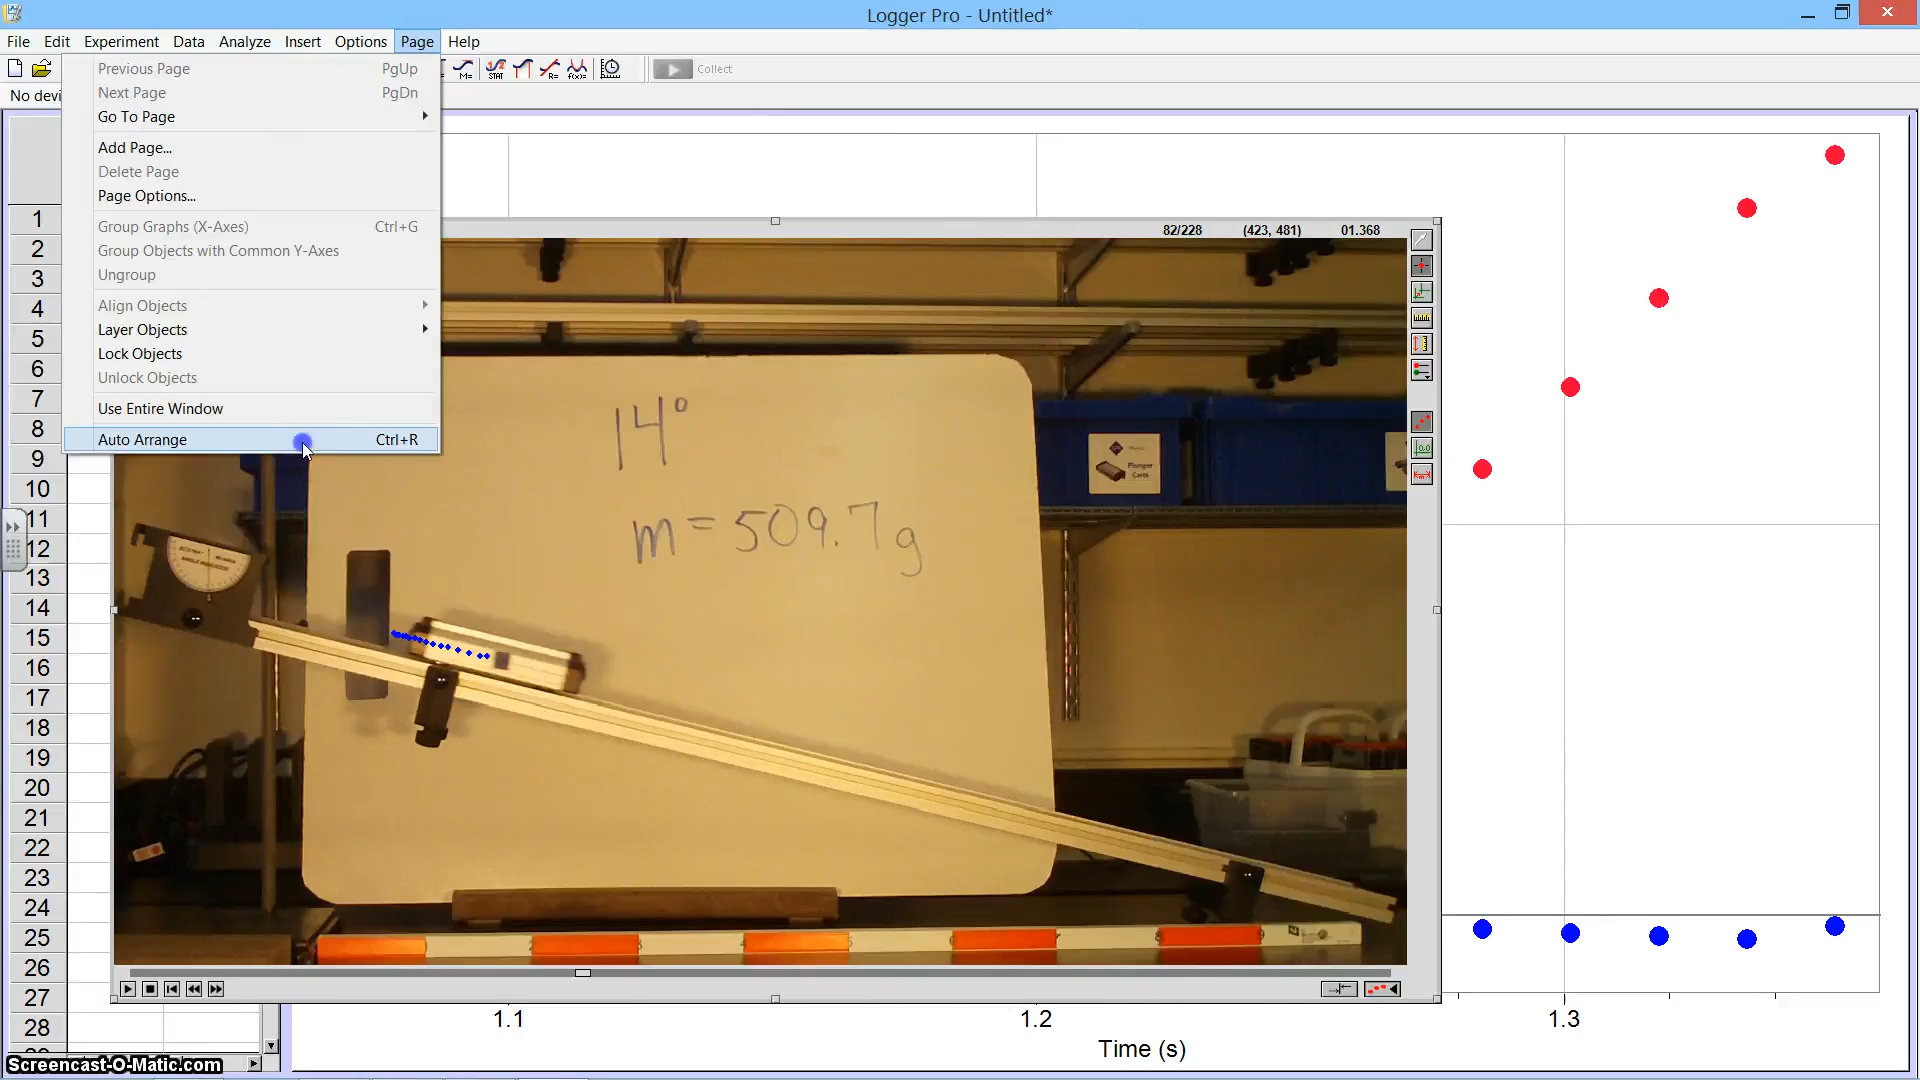 Logger Pro - Untitled*
File Edit Experiment Data Analyze Insert Options Page Help
Previous Page PgUp
Next Page PgDn
Go To Page
Add Page...
Delete Page
Page Options...
Group Graphs (X-Axes) Ctrl+G
Group Objects with Common Y-Axes
Ungroup
Align Objects
Layer Objects
Lock Objects
Unlock Objects
Use Entire Window
Auto Arrange Ctrl+R
Collect
No devi
82/228 (423, 481) 01.368
14°
m = 509.7 g
Plunger
Carts
1
2
3
4
5
6
7
8
9
10
11
12
13
14
15
16
17
18
19
20
21
22
23
24
25
26
27
28
1.1 1.2 1.3
Time (s)
Screencast-O-Matic.com